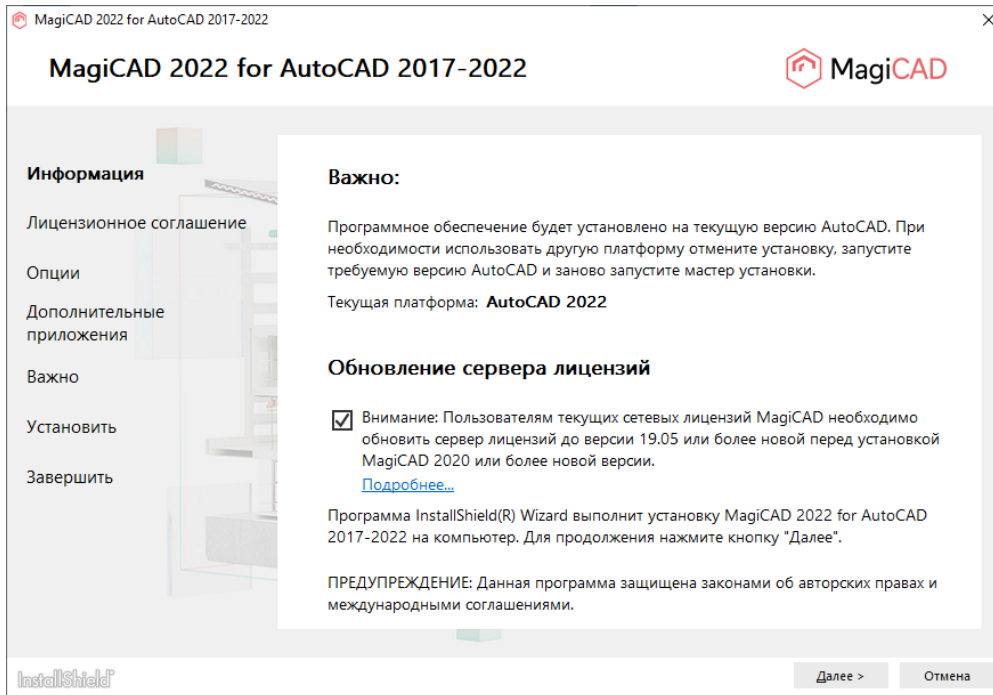 MagiCAD 2022 for AutoCAD 2017-2022
MagiCAD 2022 for AutoCAD 2017-2022
MagiCAD
Информация
Лицензионное соглашение
Опции
Дополнительные
приложения
Важно
Установить
Завершить
Важно:
Программное обеспечение будет установлено на текущую версию AutoCAD. При
необходимости использовать другую платформу отмените установку, запустите
требуемую версию AutoCAD и заново запустите мастер установки.
Текущая платформа: AutoCAD 2022
Обновление сервера лицензий
Внимание: Пользователям текущих сетевых лицензий MagiCAD необходимо
обновить сервер лицензий до версии 19.05 или более новой перед установкой
MagiCAD 2020 или более новой версии.
Подробнее...
Программа InstallShield(R) Wizard выполнит установку MagiCAD 2022 for AutoCAD
2017-2022 на компьютер. Для продолжения нажмите кнопку "Далее".
ПРЕДУПРЕЖДЕНИЕ: Данная программа защищена законами об авторских правах и
международными соглашениями.
InstallShield
Далее >
Отмена